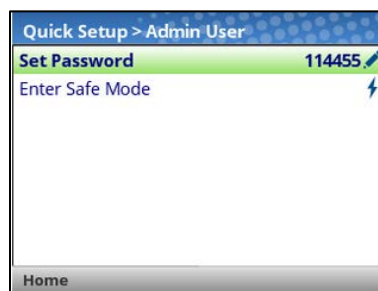 Quick Setup > Admin User
Set Password 114455
Enter Safe Mode
Home